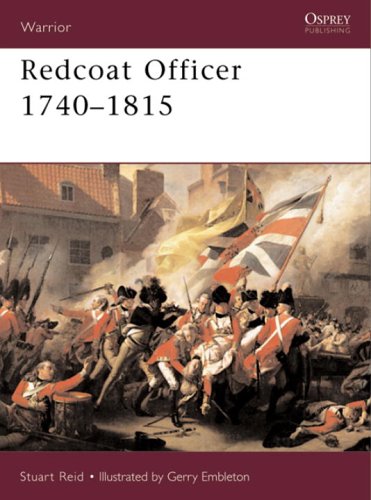 Warrior
OSPREY
PUBLISHING
Redcoat Officer
1740–1815
Stuart Reid • Illustrated by Gerry Embleton